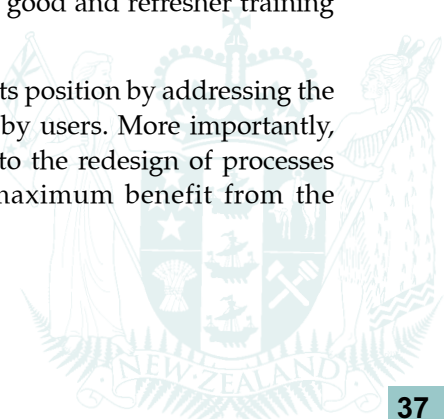 good and refresher training
ts position by addressing the
by users. More importantly,
to the redesign of processes
maximum benefit from the
NEW·ZEALAND
37